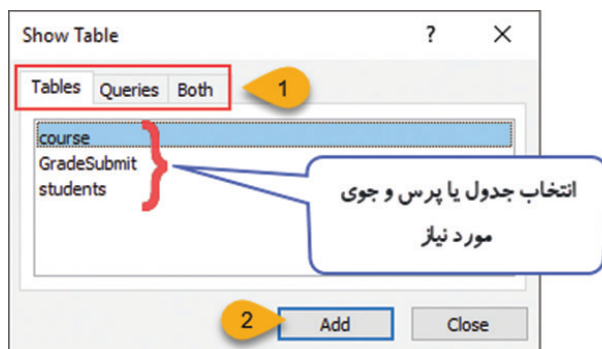 Show Table ? ×
Tables Queries Both 1
course
GradeSubmit
students
انتخاب جدول یا پرس و جوی
مورد نیاز
2 Add Close